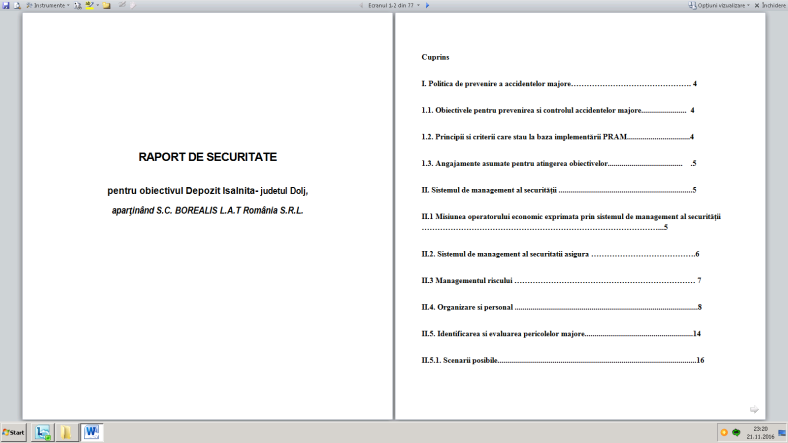 Instrumente
Ecranul 1-2 din 77
Opțiuni vizualizare
Închidere
RAPORT DE SECURITATE
pentru obiectivul Depozit Isalnita- judetul Dolj,
aparţinând S.C. BOREALIS L.A.T România S.R.L.
Cuprins
I. Politica de prevenire a accidentelor majore………………………………………. 4
1.1. Obiectivele pentru prevenirea si controlul accidentelor majore...................... 4
1.2. Principii si criterii care stau la baza implementării PRAM...............................4
1.3. Angajamente asumate pentru atingerea obiectivelor..................................... .5
II. Sistemul de management al securităţii ..................................................................5
II.1 Misiunea operatorului economic exprimata prin sistemul de management al securităţii
………………………………………………………………………………...5
II.2. Sistemul de management al securitatii asigura ………………………………….6
II.3 Managementul riscului …………………………………………………………… 7
II.4. Organizare si personal ..........................................................................................8
II.5. Identificarea si evaluarea pericolelor majore.....................................................14
II.5.1. Scenarii posibile..................................................................................................16
Start
23:20
21.11.2016